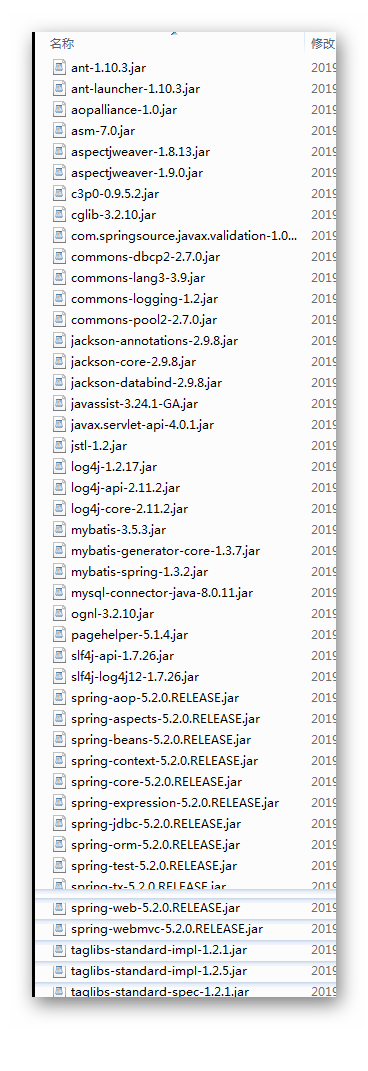 名称 修改
ant-1.10.3.jar 2019
ant-launcher-1.10.3.jar 2019
aopalliance-1.0.jar 2019
asm-7.0.jar 2019
aspectjweaver-1.8.13.jar 2019
aspectjweaver-1.9.0.jar 2019
c3p0-0.9.5.2.jar 2019
cglib-3.2.10.jar 2019
com.springsource.javax.validation-1.0... 2019
commons-dbcp2-2.7.0.jar 2019
commons-lang3-3.9.jar 2019
commons-logging-1.2.jar 2019
commons-pool2-2.7.0.jar 2019
jackson-annotations-2.9.8.jar 2019
jackson-core-2.9.8.jar 2019
jackson-databind-2.9.8.jar 2019
javassist-3.24.1-GA.jar 2019
javax.servlet-api-4.0.1.jar 2019
jstl-1.2.jar 2019
log4j-1.2.17.jar 2019
log4j-api-2.11.2.jar 2019
log4j-core-2.11.2.jar 2019
mybatis-3.5.3.jar 2019
mybatis-generator-core-1.3.7.jar 2019
mybatis-spring-1.3.2.jar 2019
mysql-connector-java-8.0.11.jar 2019
ognl-3.2.10.jar 2019
pagehelper-5.1.4.jar 2019
slf4j-api-1.7.26.jar 2019
slf4j-log4j12-1.7.26.jar 2019
spring-aop-5.2.0.RELEASE.jar 2019
spring-aspects-5.2.0.RELEASE.jar 2019
spring-beans-5.2.0.RELEASE.jar 2019
spring-context-5.2.0.RELEASE.jar 2019
spring-core-5.2.0.RELEASE.jar 2019
spring-expression-5.2.0.RELEASE.jar 2019
spring-jdbc-5.2.0.RELEASE.jar 2019
spring-orm-5.2.0.RELEASE.jar 2019
spring-test-5.2.0.RELEASE.jar 2019
spring-tx-5.2.0.RELEASE.jar 2019
spring-web-5.2.0.RELEASE.jar 2019
spring-webmvc-5.2.0.RELEASE.jar 2019
taglibs-standard-impl-1.2.1.jar 2019
taglibs-standard-impl-1.2.5.jar 2019
taglibs-standard-spec-1.2.1.jar 2019